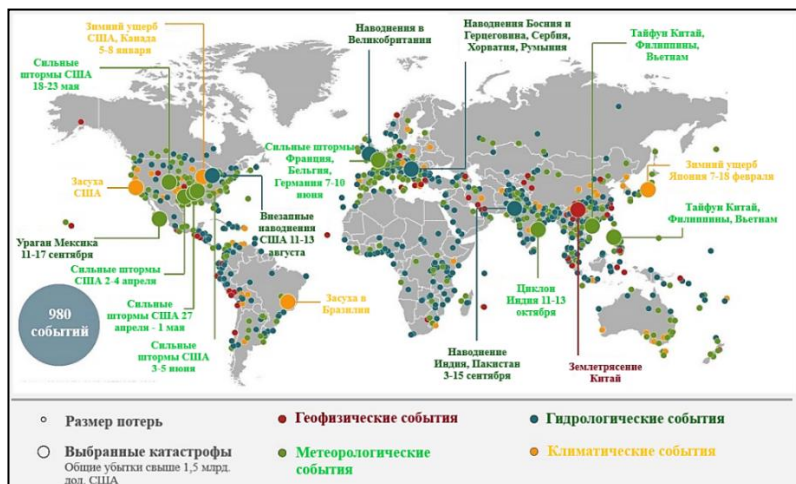 Зимний ущерб
США, Канада
5-8 января
Наводнения в
Великобритании
Наводнения Босния и
Герцеговина, Сербия,
Хорватия, Румыния
Тайфун Китай,
Филиппины,
Вьетнам
Сильные
штормы США
18-23 мая
Сильные штормы
Франция,
Бельгия,
Германия 7-10
июня
Зимний ущерб
Япония 7-18 февраля
Засуха
США
Внезапные
наводнения
США 11-13
августа
Тайфун Китай,
Филиппины, Вьетнам
Ураган Мексика
11-17 сентября
Сильные штормы
США 2-4 апреля
Циклон
Индия 11-13
октября
980
событий
Сильные
штормы США 27
апреля - 1 мая
Засуха в
Бразилии
Сильные
штормы США
3-5 июня
Наводнение
Индия, Пакистан
3-15 сентября
Землетрясение
Китай
Размер потерь
Геофизические события
Гидрологические события
Выбранные катастрофы
Общие убытки свыше 1,5 млрд.
дол. США
Метеорологические
события
Климатические события